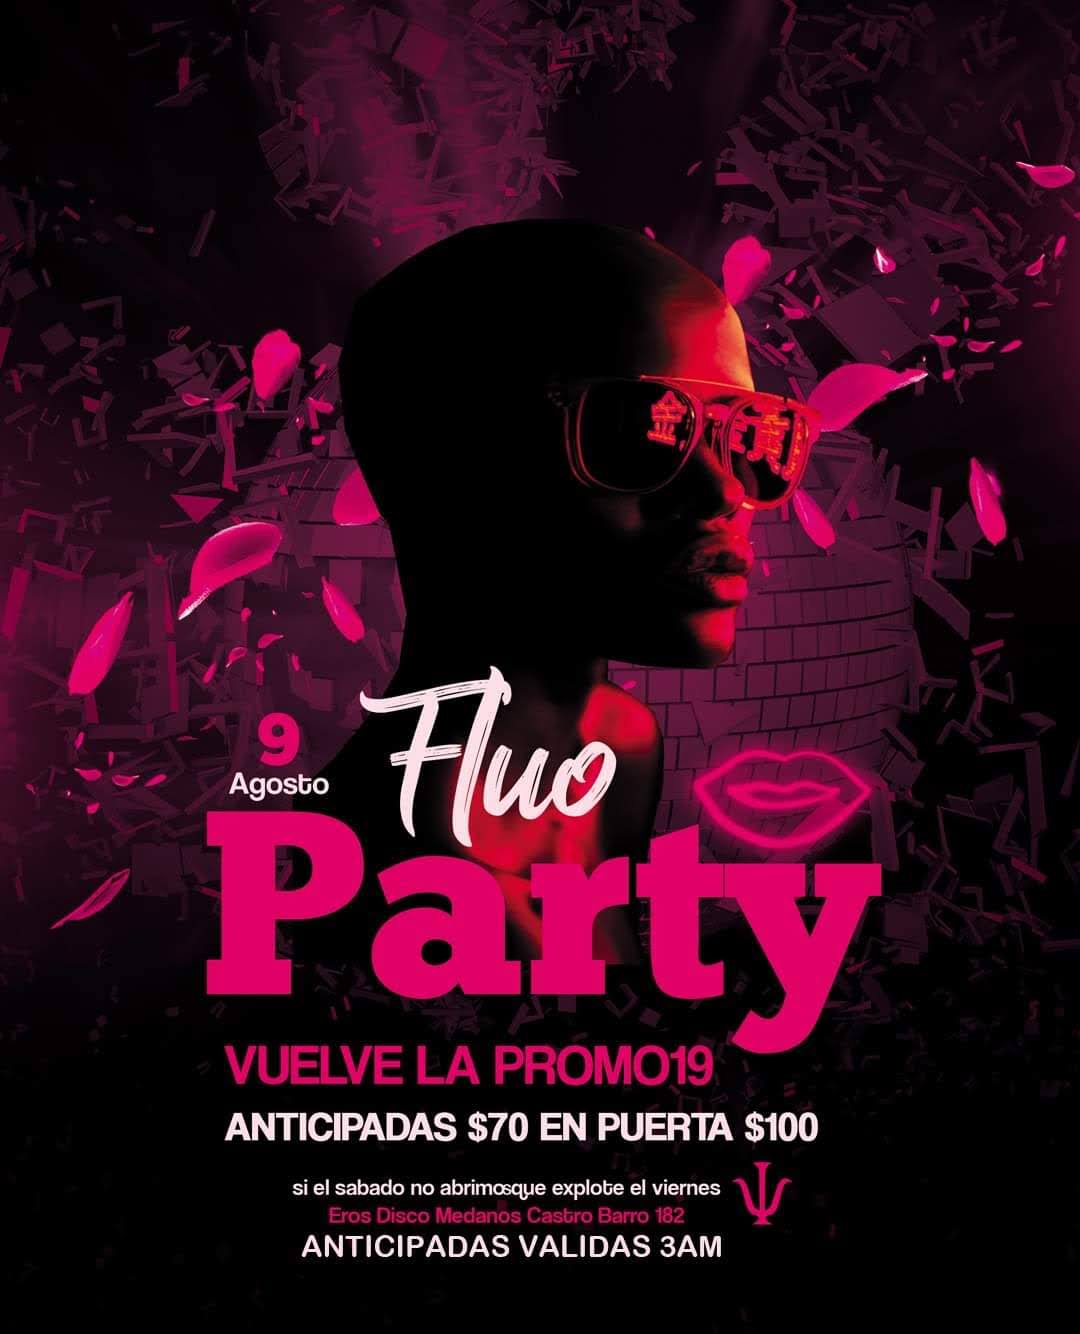 金
9
Agosto
Fluo
Party
VUELVE LA PROMO19
ANTICIPADAS $70 EN PUERTA $100
si el sabado no abrimosque explote el viernes
Eros Disco Medanos Castro Barro 182
ANTICIPADAS VALIDAS 3AM